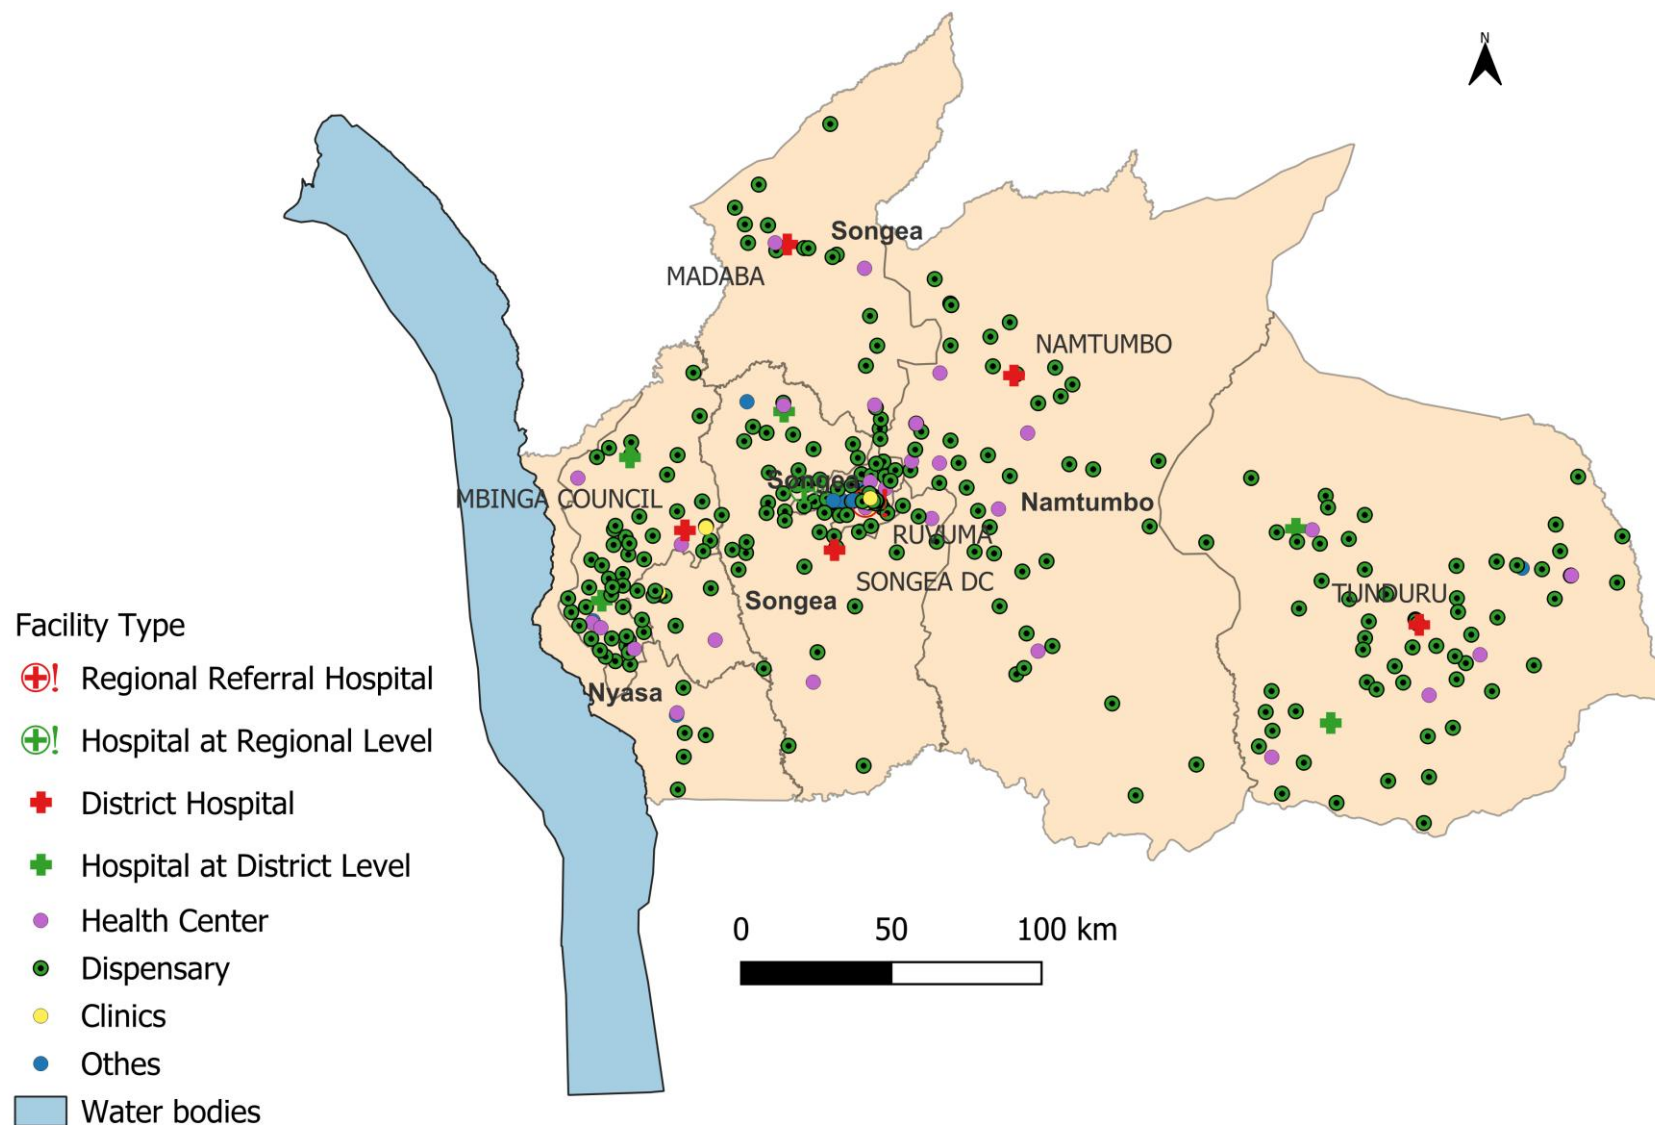 N
Songea
MADABA
NAMTUMBO
Songea
MBINGA COUNCIL
Namtumbo
RUVUMA
SONGEA DC
TUNDURU
Songea
Nyasa
Facility Type
Regional Referral Hospital
Hospital at Regional Level
District Hospital
Hospital at District Level
Health Center
Dispensary
Clinics
Othes
Water bodies
0 50 100 km